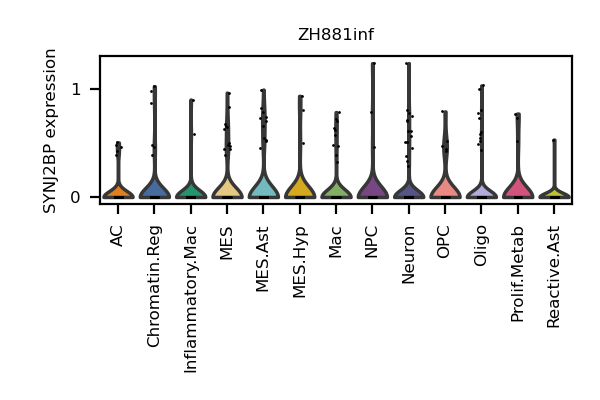 ZH881inf
SYNJ2BP expression
1
0
AC
Chromatin.Reg
Inflammatory.Mac
MES
MES.Ast
MES.Hyp
Mac
NPC
Neuron
OPC
Oligo
Prolif.Metab
Reactive.Ast